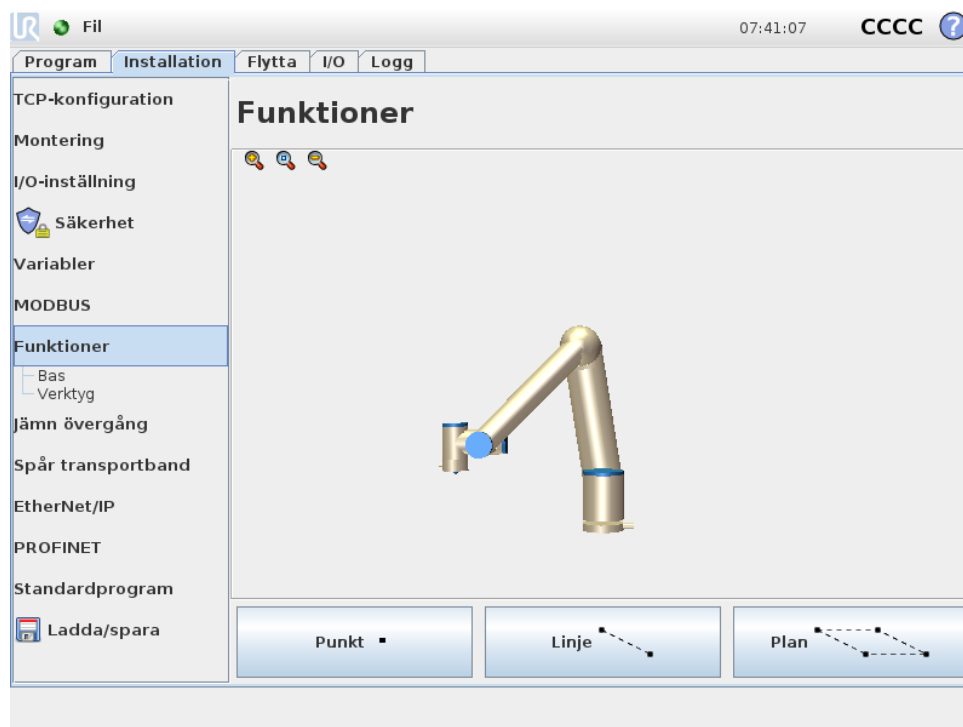 UR Fil 07:41:07 CCCC ?
Program Installation Flytta I/O Logg
TCP-konfiguration
Montering
I/O-inställning
Säkerhet
Variabler
MODBUS
Funktioner
Bas
Verktyg
Jämn övergång
Spår transportband
EtherNet/IP
PROFINET
Standardprogram
Ladda/spara
Funktioner
Punkt
Linje
Plan